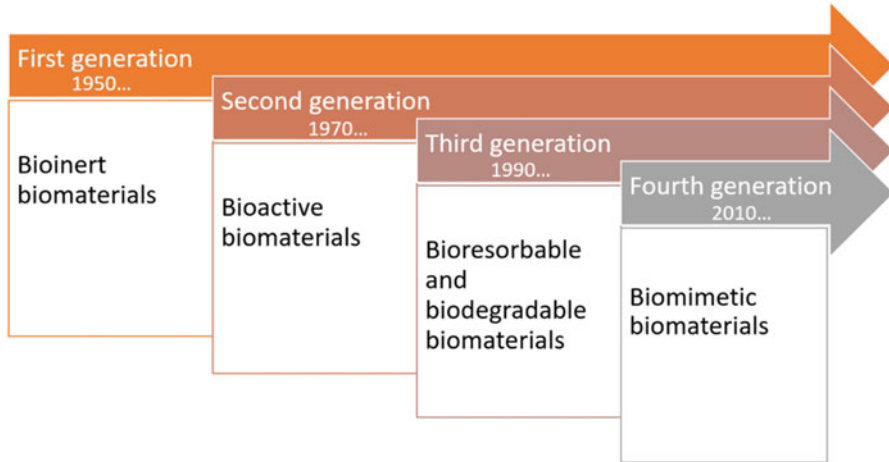 First generation
1950...
Bioinert
biomaterials
Second generation
1970...
Bioactive
biomaterials
Third generation
1990...
Bioresorbable
and
biodegradable
biomaterials
Fourth generation
2010...
Biomimetic
biomaterials